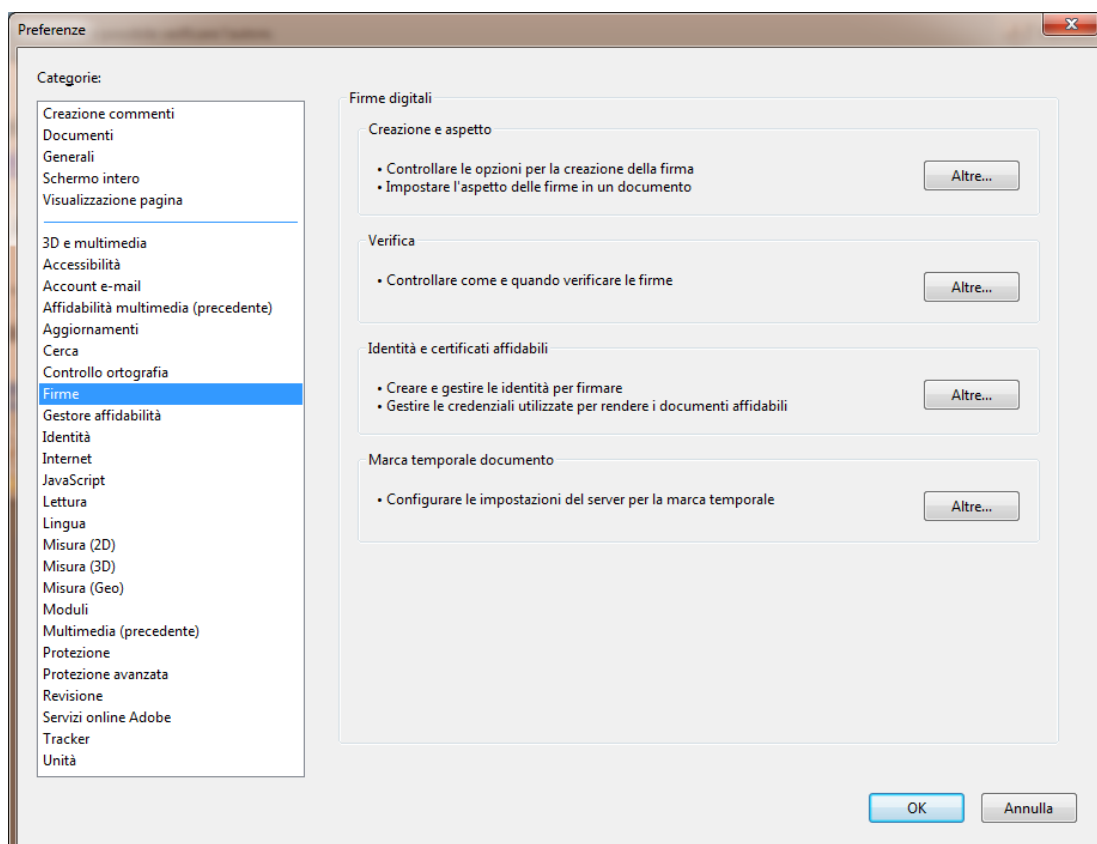 Preferenze
Categorie:
Creazione commenti
Documenti
Generali
Schermo intero
Visualizzazione pagina
3D e multimedia
Accessibilità
Account e-mail
Affidabilità multimedia (precedente)
Aggiornamenti
Cerca
Controllo ortografia
Firme
Gestore affidabilità
Identità
Internet
JavaScript
Lettura
Lingua
Misura (2D)
Misura (3D)
Misura (Geo)
Moduli
Multimedia (precedente)
Protezione
Protezione avanzata
Revisione
Servizi online Adobe
Tracker
Unità
Firme digitali
Creazione e aspetto
• Controllare le opzioni per la creazione della firma
• Impostare l'aspetto delle firme in un documento
Altre...
Verifica
• Controllare come e quando verificare le firme
Altre...
Identità e certificati affidabili
• Creare e gestire le identità per firmare
• Gestire le credenziali utilizzate per rendere i documenti affidabili
Altre...
Marca temporale documento
• Configurare le impostazioni del server per la marca temporale
Altre...
OK
Annulla